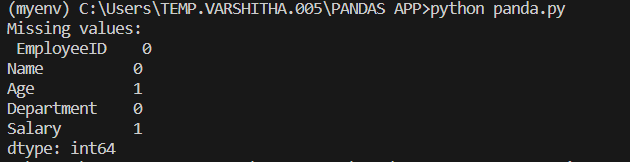 (myenv) C:\Users\TEMP.VARSHITHA.005\PANDAS APP>python panda.py
Missing values:
 EmployeeID    0
Name          0
Age           1
Department    0
Salary        1
dtype: int64